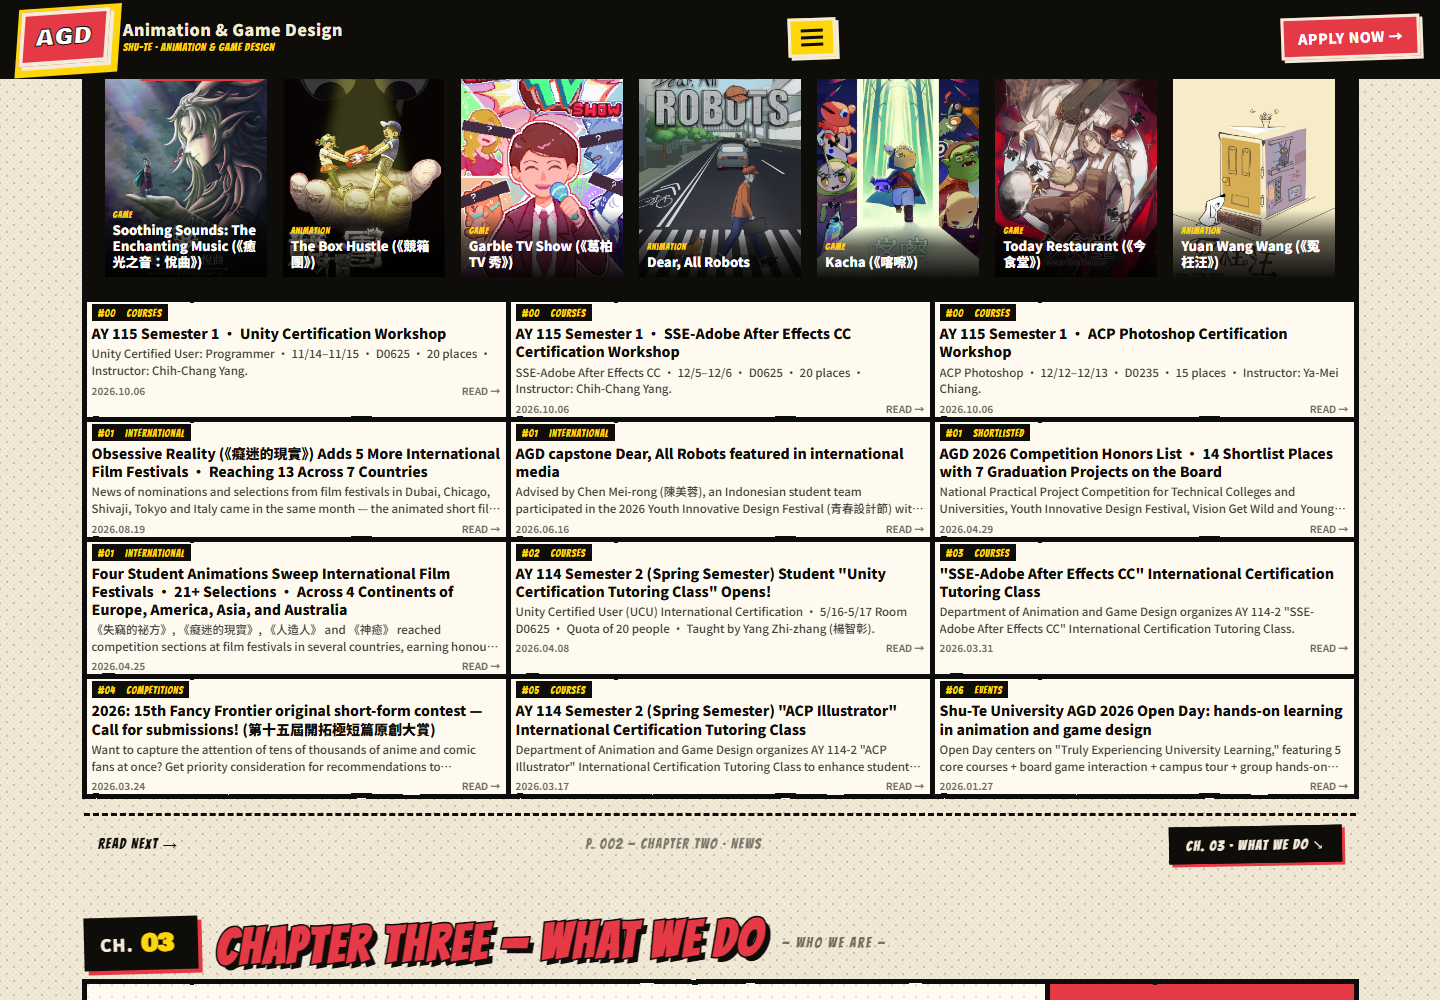 AGD
Animation & Game Design
SHU-TE · ANIMATION & GAME DESIGN
APPLY NOW →
GAME
Soothing Sounds: The
Enchanting Music (《癒
光之音：悅曲》)
ANIMATION
The Box Hustle (《競箱
團》)
TV
SHOW
GAME
Garble TV Show (《葛柏
TV 秀》)
Dear, All
ROBOTS
ANIMATION
Dear, All Robots
GAME
Kacha (《喀嚓》)
GAME
Today Restaurant (《今
食堂》)
ANIMATION
Yuan Wang Wang (《冤
枉汪》)
#00 COURSES
AY 115 Semester 1 · Unity Certification Workshop
Unity Certified User: Programmer · 11/14–11/15 · D0625 · 20 places ·
Instructor: Chih-Chang Yang.
2026.10.06
READ →
#00 COURSES
AY 115 Semester 1 · SSE-Adobe After Effects CC
Certification Workshop
SSE-Adobe After Effects CC · 12/5–12/6 · D0625 · 20 places ·
Instructor: Chih-Chang Yang.
2026.10.06
READ →
#00 COURSES
AY 115 Semester 1 · ACP Photoshop Certification
Workshop
ACP Photoshop · 12/12–12/13 · D0235 · 15 places · Instructor: Ya-Mei
Chiang.
2026.10.06
READ →
#01 INTERNATIONAL
Obsessive Reality (《癡迷的現實》) Adds 5 More International
Film Festivals · Reaching 13 Across 7 Countries
News of nominations and selections from film festivals in Dubai, Chicago,
Shivaji, Tokyo and Italy came in the same month — the animated short fil…
2026.08.19
READ →
#01 INTERNATIONAL
AGD capstone Dear, All Robots featured in international
media
Advised by Chen Mei-rong (陳美蓉), an Indonesian student team
participated in the 2026 Youth Innovative Design Festival (青春設計節) wit…
2026.06.16
READ →
#01 SHORTLISTED
AGD 2026 Competition Honors List · 14 Shortlist Places
with 7 Graduation Projects on the Board
National Practical Project Competition for Technical Colleges and
Universities, Youth Innovative Design Festival, Vision Get Wild and Young…
2026.04.29
READ →
#01 INTERNATIONAL
Four Student Animations Sweep International Film
Festivals · 21+ Selections · Across 4 Continents of
Europe, America, Asia, and Australia
《失竊的祕方》, 《癡迷的現實》, 《人造人》 and 《神癒》 reached
competition sections at film festivals in several countries, earning honou…
2026.04.25
READ →
#02 COURSES
AY 114 Semester 2 (Spring Semester) Student "Unity
Certification Tutoring Class" Opens!
Unity Certified User (UCU) International Certification · 5/16-5/17 Room
D0625 · Quota of 20 people · Taught by Yang Zhi-zhang (楊智彰).
2026.04.08
READ →
#03 COURSES
"SSE-Adobe After Effects CC" International Certification
Tutoring Class
Department of Animation and Game Design organizes AY 114-2 "SSE-
Adobe After Effects CC" International Certification Tutoring Class.
2026.03.31
READ →
#04 COMPETITIONS
2026: 15th Fancy Frontier original short-form contest —
Call for submissions! (第十五屆開拓極短篇原創大賞)
Want to capture the attention of tens of thousands of anime and comic
fans at once? Get priority consideration for recommendations to…
2026.03.24
READ →
#05 COURSES
AY 114 Semester 2 (Spring Semester) "ACP Illustrator"
International Certification Tutoring Class
Department of Animation and Game Design organizes AY 114-2 "ACP
Illustrator" International Certification Tutoring Class to enhance student…
2026.03.17
READ →
#06 EVENTS
Shu-Te University AGD 2026 Open Day: hands-on learning
in animation and game design
Open Day centers on "Truly Experiencing University Learning," featuring 5
core courses + board game interaction + campus tour + group hands-on…
2026.01.27
READ →
READ NEXT →
P. 002 — CHAPTER TWO · NEWS
CH. 03 · WHAT WE DO ↘
CH. 03
CHAPTER THREE — WHAT WE DO
— WHO WE ARE —